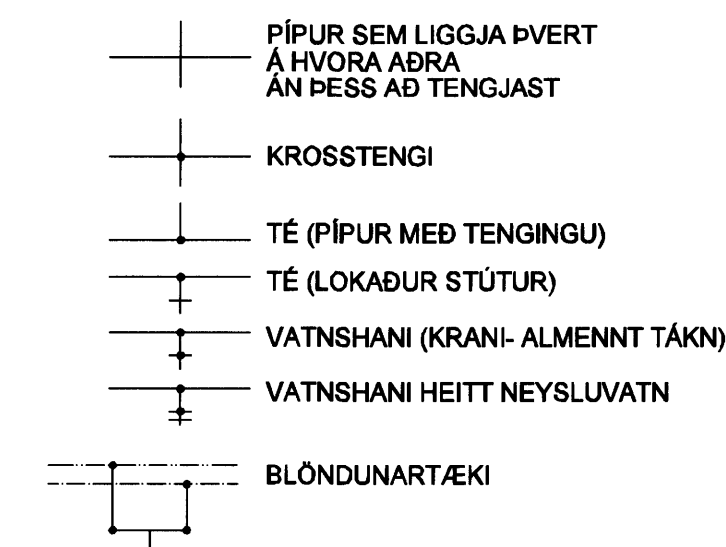 PÍPUR SEM LIGGJA ÞVERT
Á HVORA AÐRA
ÁN ÞESS AÐ TENGJAST
KROSSTENGI
TÉ (PÍPUR MEÐ TENGINGU)
TÉ (LOKAÐUR STÚTUR)
VATNSHANI (KRANI- ALMENNT TÁKN)
VATNSHANI HEITT NEYSLUVATN
BLÖNDUNARTÆKI